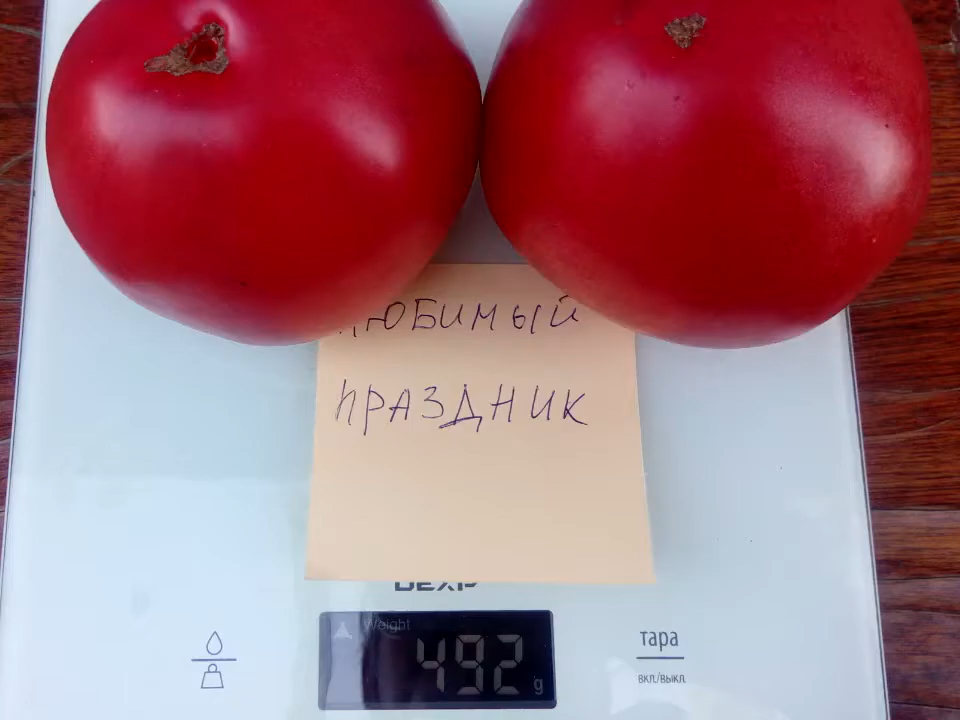 ЛЮБИМЫЙ
ПРАЗДНИК
DEXP
Weight
492 g
тара
вкл./выкл.